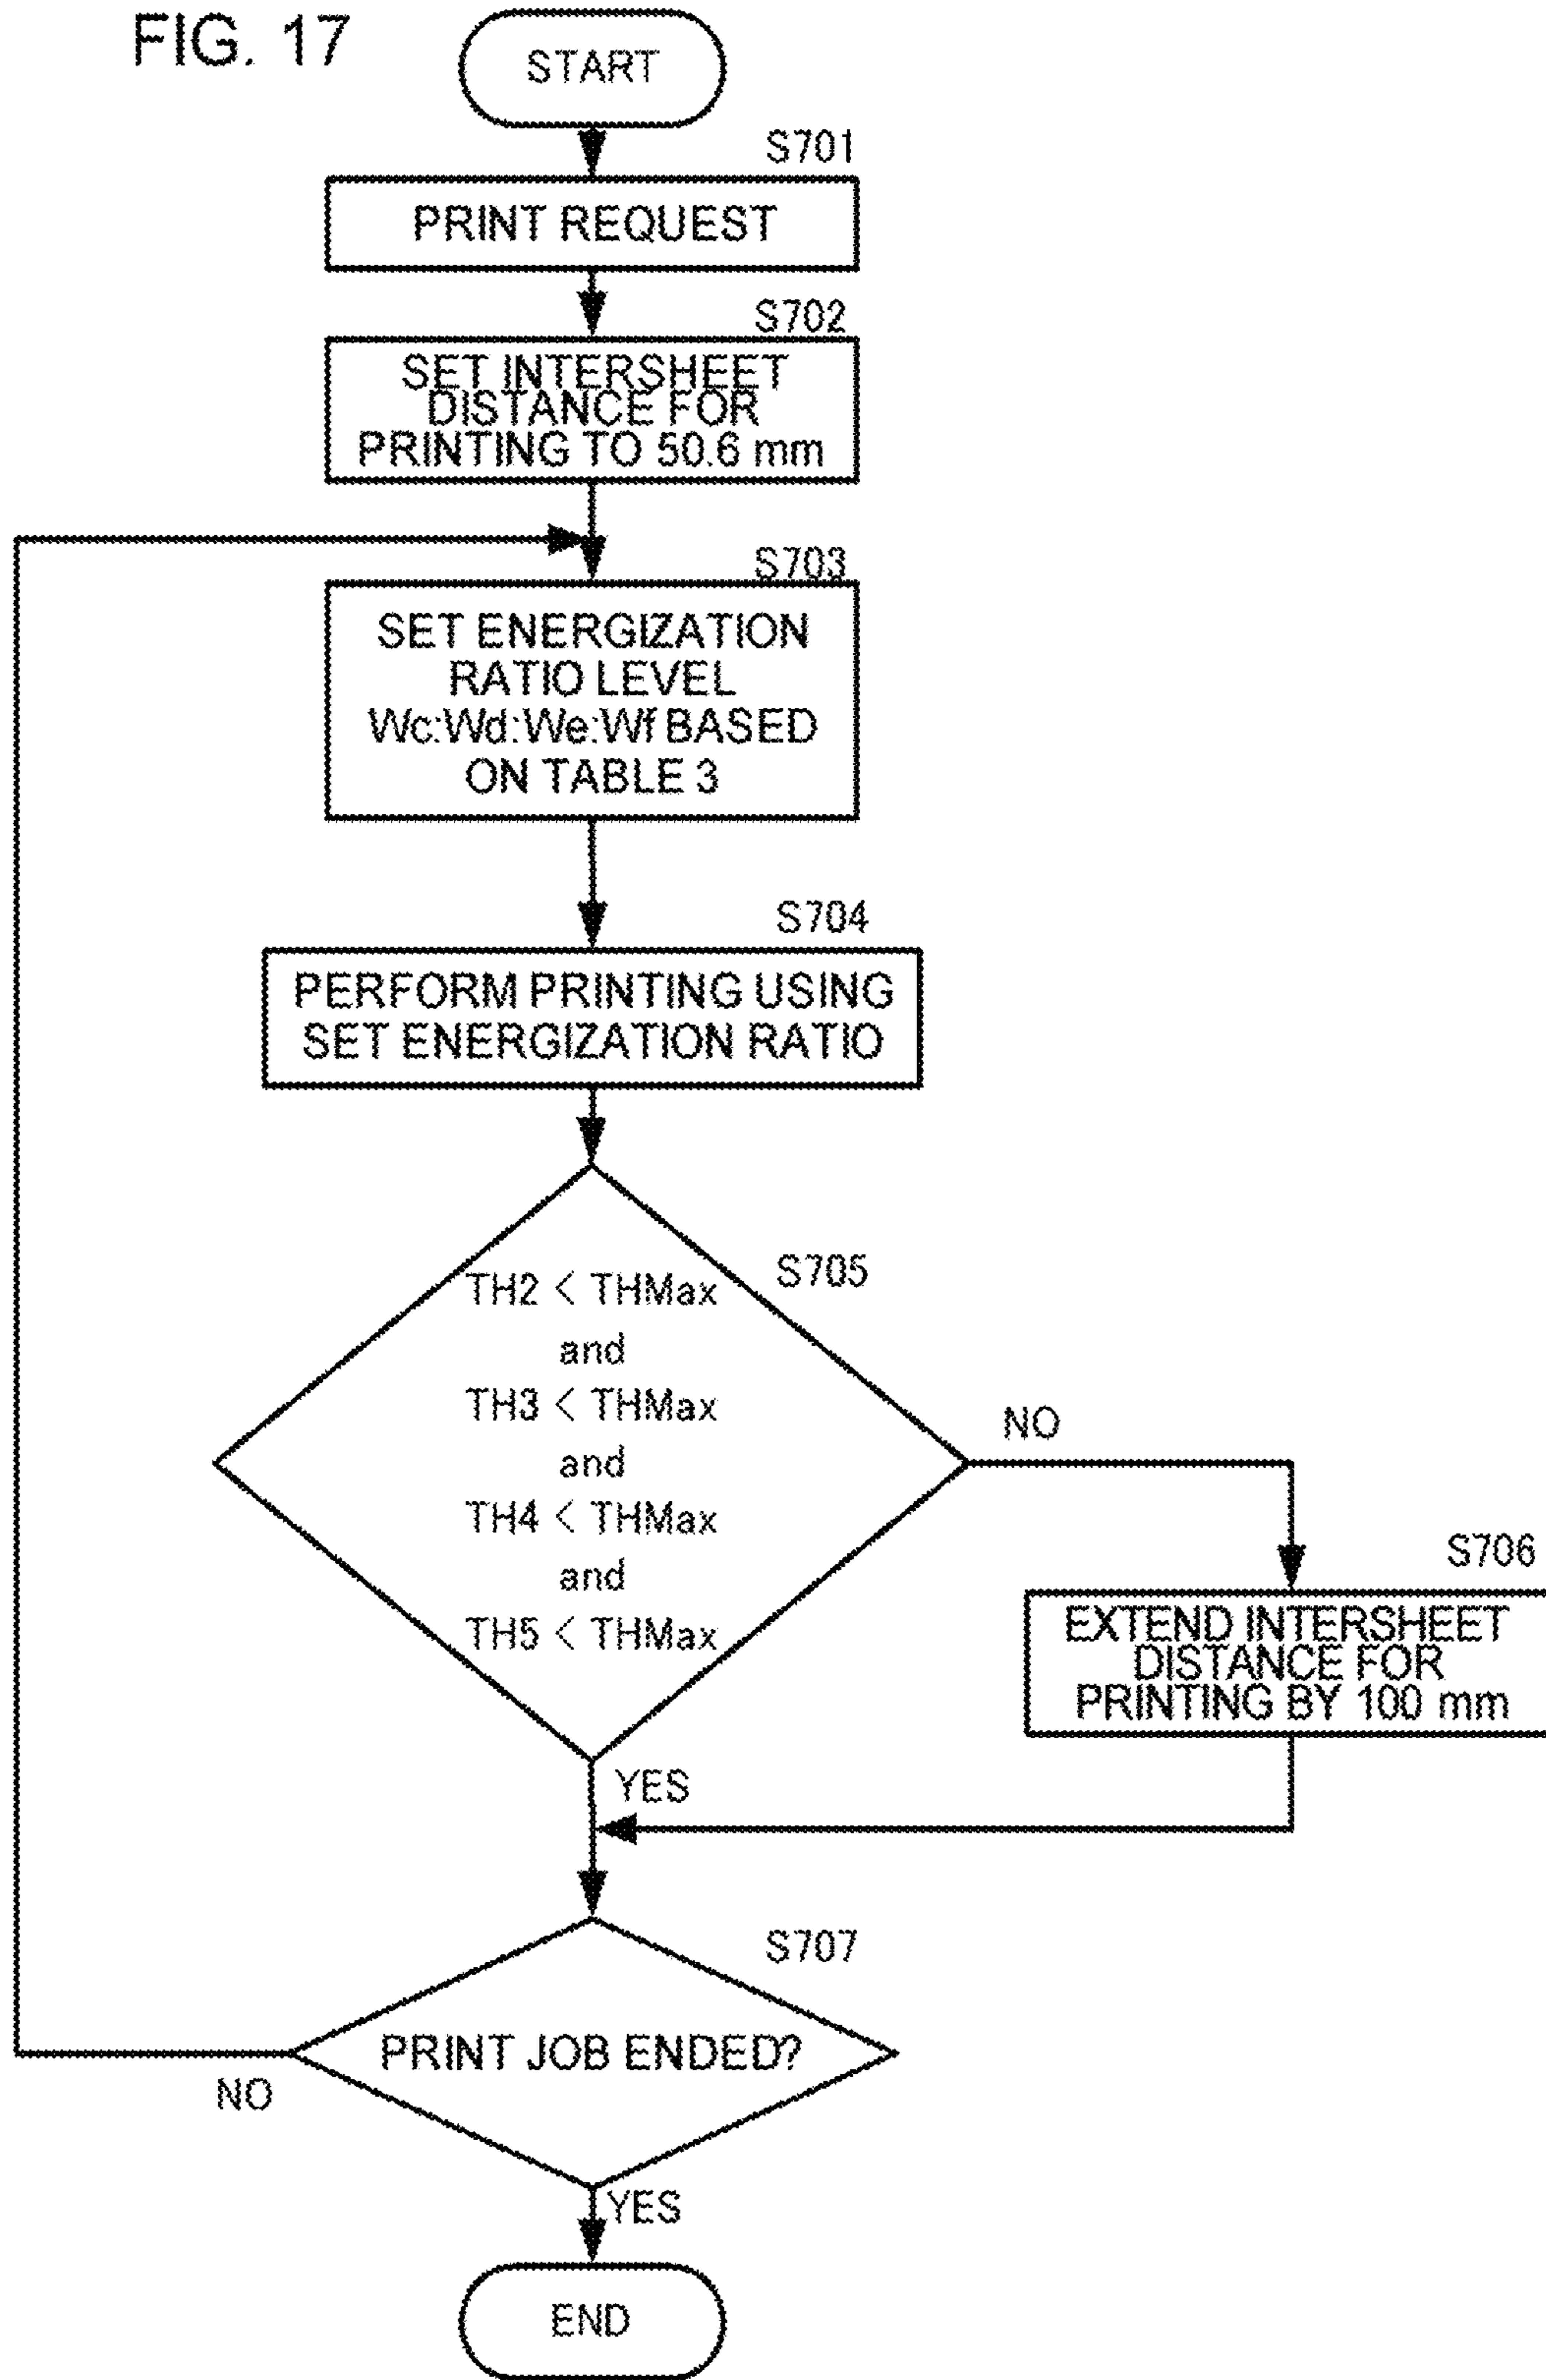 FIG. 17
START
S701
PRINT REQUEST
S702
SET INTERSHEET
DISTANCE FOR
PRINTING TO 50.6 mm
S703
SET ENERGIZATION
RATIO LEVEL
Wc:Wd:We:Wf BASED
ON TABLE 3
S704
PERFORM PRINTING USING
SET ENERGIZATION RATIO
S705
TH2 < THMax
and
TH3 < THMax
and
TH4 < THMax
and
TH5 < THMax
NO
S706
EXTEND INTERSHEET
DISTANCE FOR
PRINTING BY 100 mm
YES
S707
PRINT JOB ENDED?
NO
YES
END